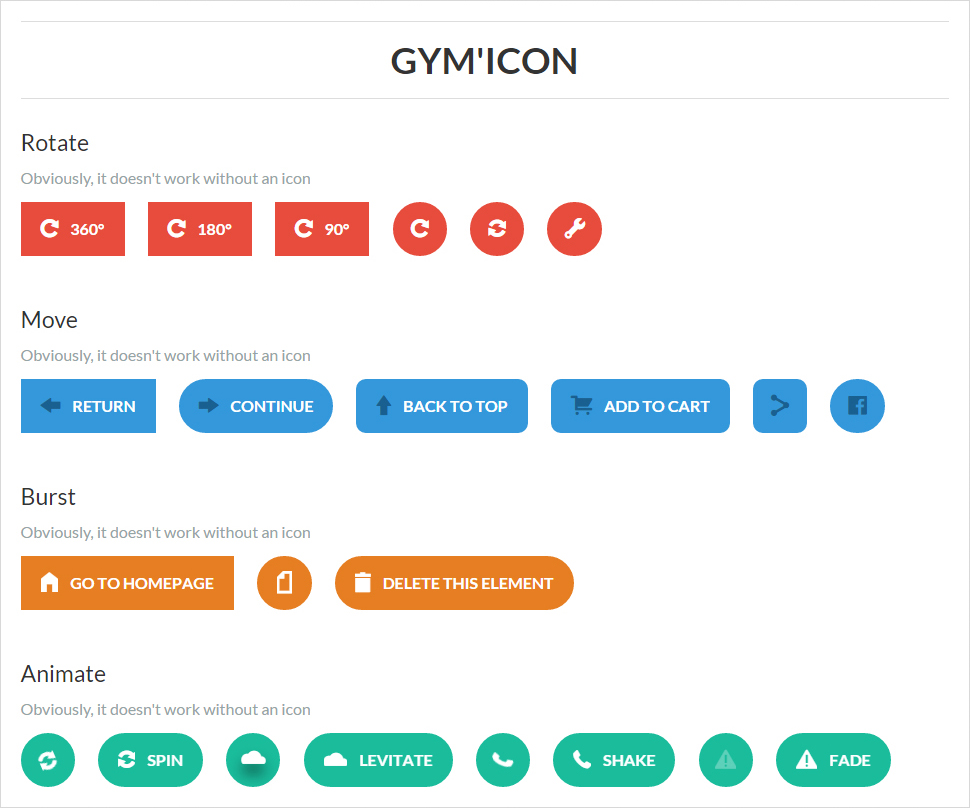 GYM'ICON
Rotate
Obviously, it doesn't work without an icon
360° 180° 90°
Move
Obviously, it doesn't work without an icon
RETURN CONTINUE BACK TO TOP ADD TO CART
Burst
Obviously, it doesn't work without an icon
GO TO HOMEPAGE DELETE THIS ELEMENT
Animate
Obviously, it doesn't work without an icon
SPIN LEVITATE SHAKE FADE